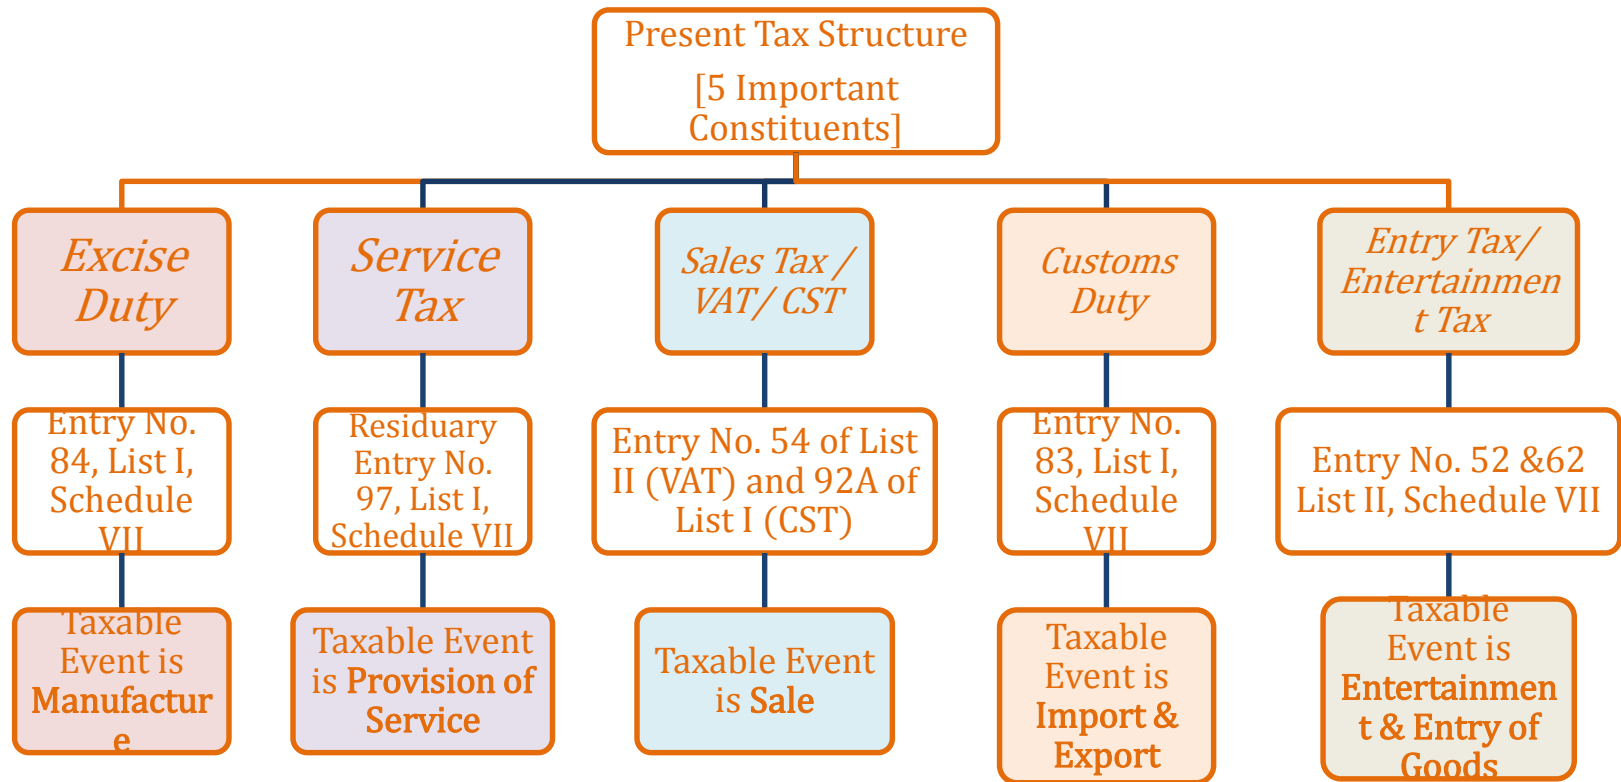 Present Tax Structure
[5 Important
Constituents]
Excise
Duty
Service
Tax
Sales Tax /
VAT/ CST
Customs
Duty
Entry Tax/
Entertainmen
t Tax
Entry No.
84, List I,
Schedule
VII
Residuary
Entry No.
97, List I,
Schedule VII
Entry No. 54 of List
II (VAT) and 92A of
List I (CST)
Entry No.
83, List I,
Schedule
VII
Entry No. 52 &62
List II, Schedule VII
Taxable
Event is
Manufactur
e
Taxable Event
is Provision of
Service
Taxable Event
is Sale
Taxable
Event is
Import &
Export
Taxable
Event is
Entertainmen
t & Entry of
Goods